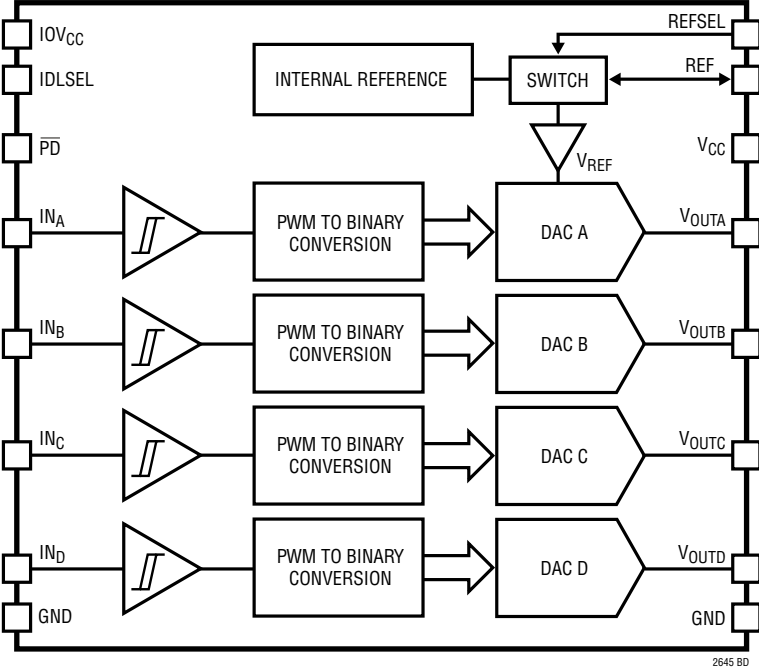 REFSEL
IOVCC
IDLSEL
INTERNAL REFERENCE
SWITCH
REF
PD
VCC
VREF
INA
PWM TO BINARY
CONVERSION
DAC A
VOUTA
INB
PWM TO BINARY
CONVERSION
DAC B
VOUTB
INC
PWM TO BINARY
CONVERSION
DAC C
VOUTC
IND
PWM TO BINARY
CONVERSION
DAC D
VOUTD
GND
GND
2645 BD